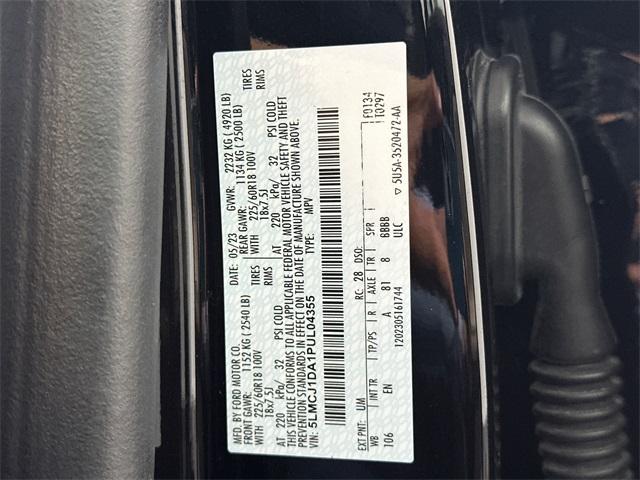 MFD. BY FORD MOTOR CO.
DATE: 05/23 GVWR: 2232 KG ( 4920 LB)
FRONT GAWR: 1152 KG ( 2540 LB) REAR GAWR: 1134 KG ( 2500 LB)
WITH 225/60R18 100V TIRES WITH 225/60R18 100V TIRES
18x7.5J RIMS 18x7.5J RIMS
AT 220 kPa/ 32 PSI COLD AT 220 kPa/ 32 PSI COLD
THIS VEHICLE CONFORMS TO ALL APPLICABLE FEDERAL MOTOR VEHICLE SAFETY AND THEFT
PREVENTION STANDARDS IN EFFECT ON THE DATE OF MANUFACTURE SHOWN ABOVE.
VIN: 5LMCJ1DA1PUL04355 TYPE: MPV
F0134
T0297
EXT PNT: UM RC: 28 DSO:
WB INT TR TP/PS R AXLE TR SPR
106 EN A 81 8 BBBB
1202305161744 ULC
5U5A-3520472-AA